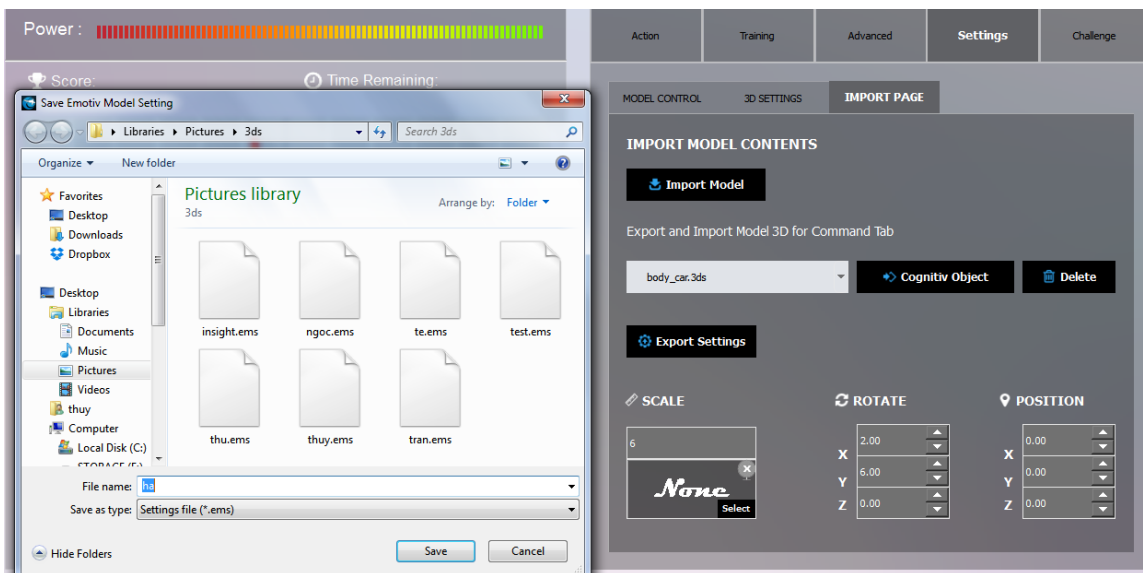 Power :
Score:
Time Remaining:
Save Emotiv Model Setting
Libraries Pictures 3ds
Search 3ds
Organize
New folder
Favorites
Desktop
Downloads
Dropbox
Desktop
Libraries
Documents
Music
Pictures
Videos
thuy
Computer
Local Disk (C:)
STORAGE (E:)
Pictures library
3ds
Arrange by: Folder
insight.ems
ngoc.ems
te.ems
test.ems
thu.ems
thuy.ems
tran.ems
File name: ha
Save as type: Settings file (*.ems)
Hide Folders
Save
Cancel
Action
Training
Advanced
Settings
Challenge
MODEL CONTROL
3D SETTINGS
IMPORT PAGE
IMPORT MODEL CONTENTS
Import Model
Export and Import Model 3D for Command Tab
body_car.3ds
Cognitiv Object
Delete
Export Settings
SCALE
6
None
Select
ROTATE
X 2.00
Y 6.00
Z 0.00
POSITION
X 0.00
Y 0.00
Z 0.00